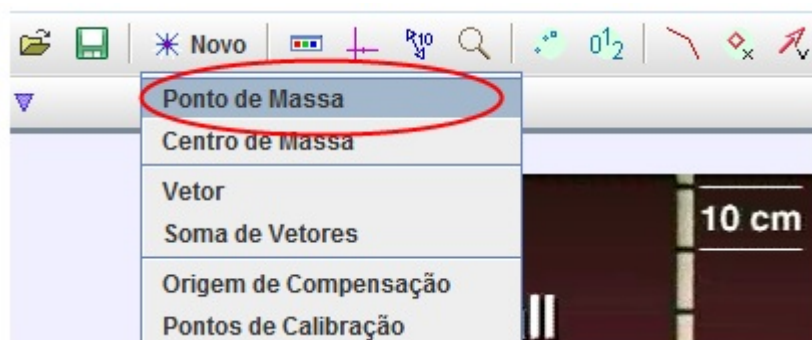 Novo
Ponto de Massa
Centro de Massa
Vetor
Soma de Vetores
10 cm
Origem de Compensação
Pontos de Calibração